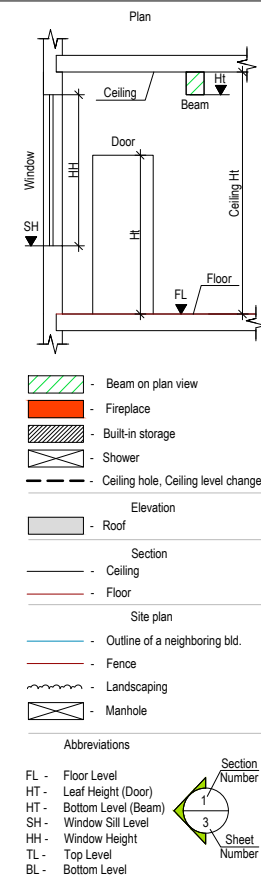 Plan
Ht
Ceiling
Beam
Door
Window
HH
Ceiling Ht
SH
Ht
Floor
FL
- Beam on plan view
- Fireplace
- Built-in storage
- Shower
- Ceiling hole, Ceiling level change
Elevation
- Roof
Section
- Ceiling
- Floor
Site plan
- Outline of a neighboring bld.
- Fence
- Landscaping
- Manhole
Abbreviations
FL - Floor Level
HT - Leaf Height (Door)
HT - Bottom Level (Beam)
SH - Window Sill Level
HH - Window Height
TL - Top Level
BL - Bottom Level
Section
Number
1
3
Sheet
Number